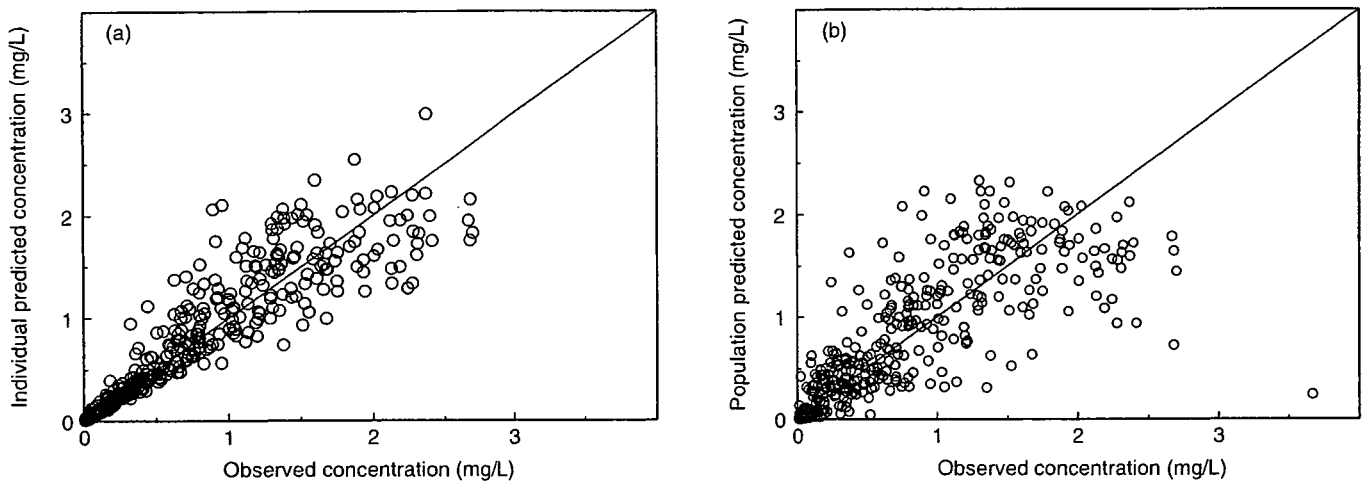 (a)
Individual predicted concentration (mg/L)
3
2
1
0
0 1 2 3
Observed concentration (mg/L)
(b)
Population predicted concentration (mg/L)
3
2
1
0
0 1 2 3
Observed concentration (mg/L)